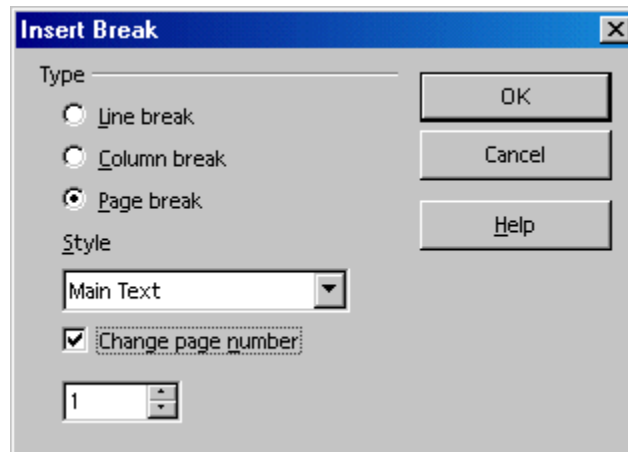 Insert Break
Type
Line break
Column break
Page break
Style
Main Text
Change page number
1
OK
Cancel
Help